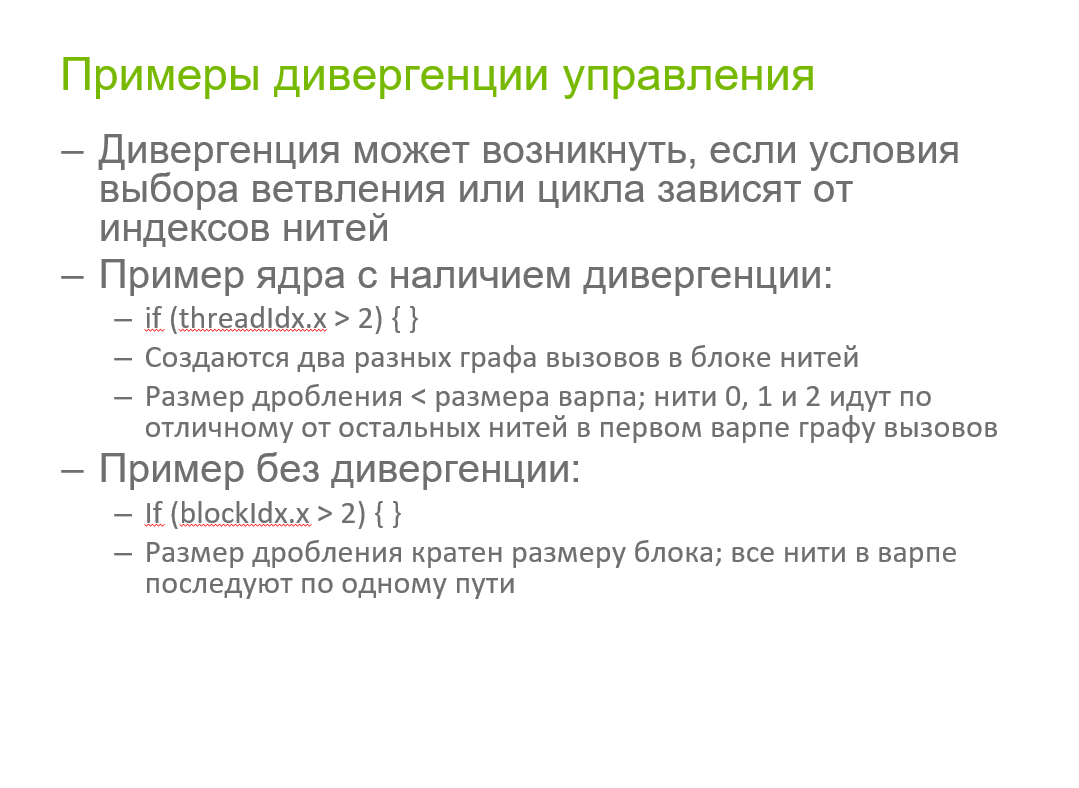 Примеры дивергенции управления
– Дивергенция может возникнуть, если условия
выбора ветвления или цикла зависят от
индексов нитей
– Пример ядра с наличием дивергенции:
– if (threadIdx.x > 2) { }
– Создаются два разных графа вызовов в блоке нитей
– Размер дробления < размера варпа; нити 0, 1 и 2 идут по
отличному от остальных нитей в первом варпе графу вызовов
– Пример без дивергенции:
– If (blockIdx.x > 2) { }
– Размер дробления кратен размеру блока; все нити в варпе
последуют по одному пути